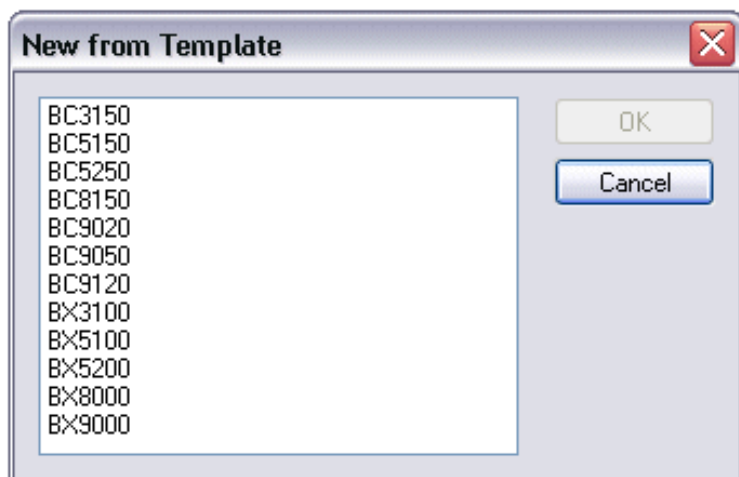 New from Template
BC3150
BC5150
BC5250
BC8150
BC9020
BC9050
BC9120
BX3100
BX5100
BX5200
BX8000
BX9000
OK
Cancel